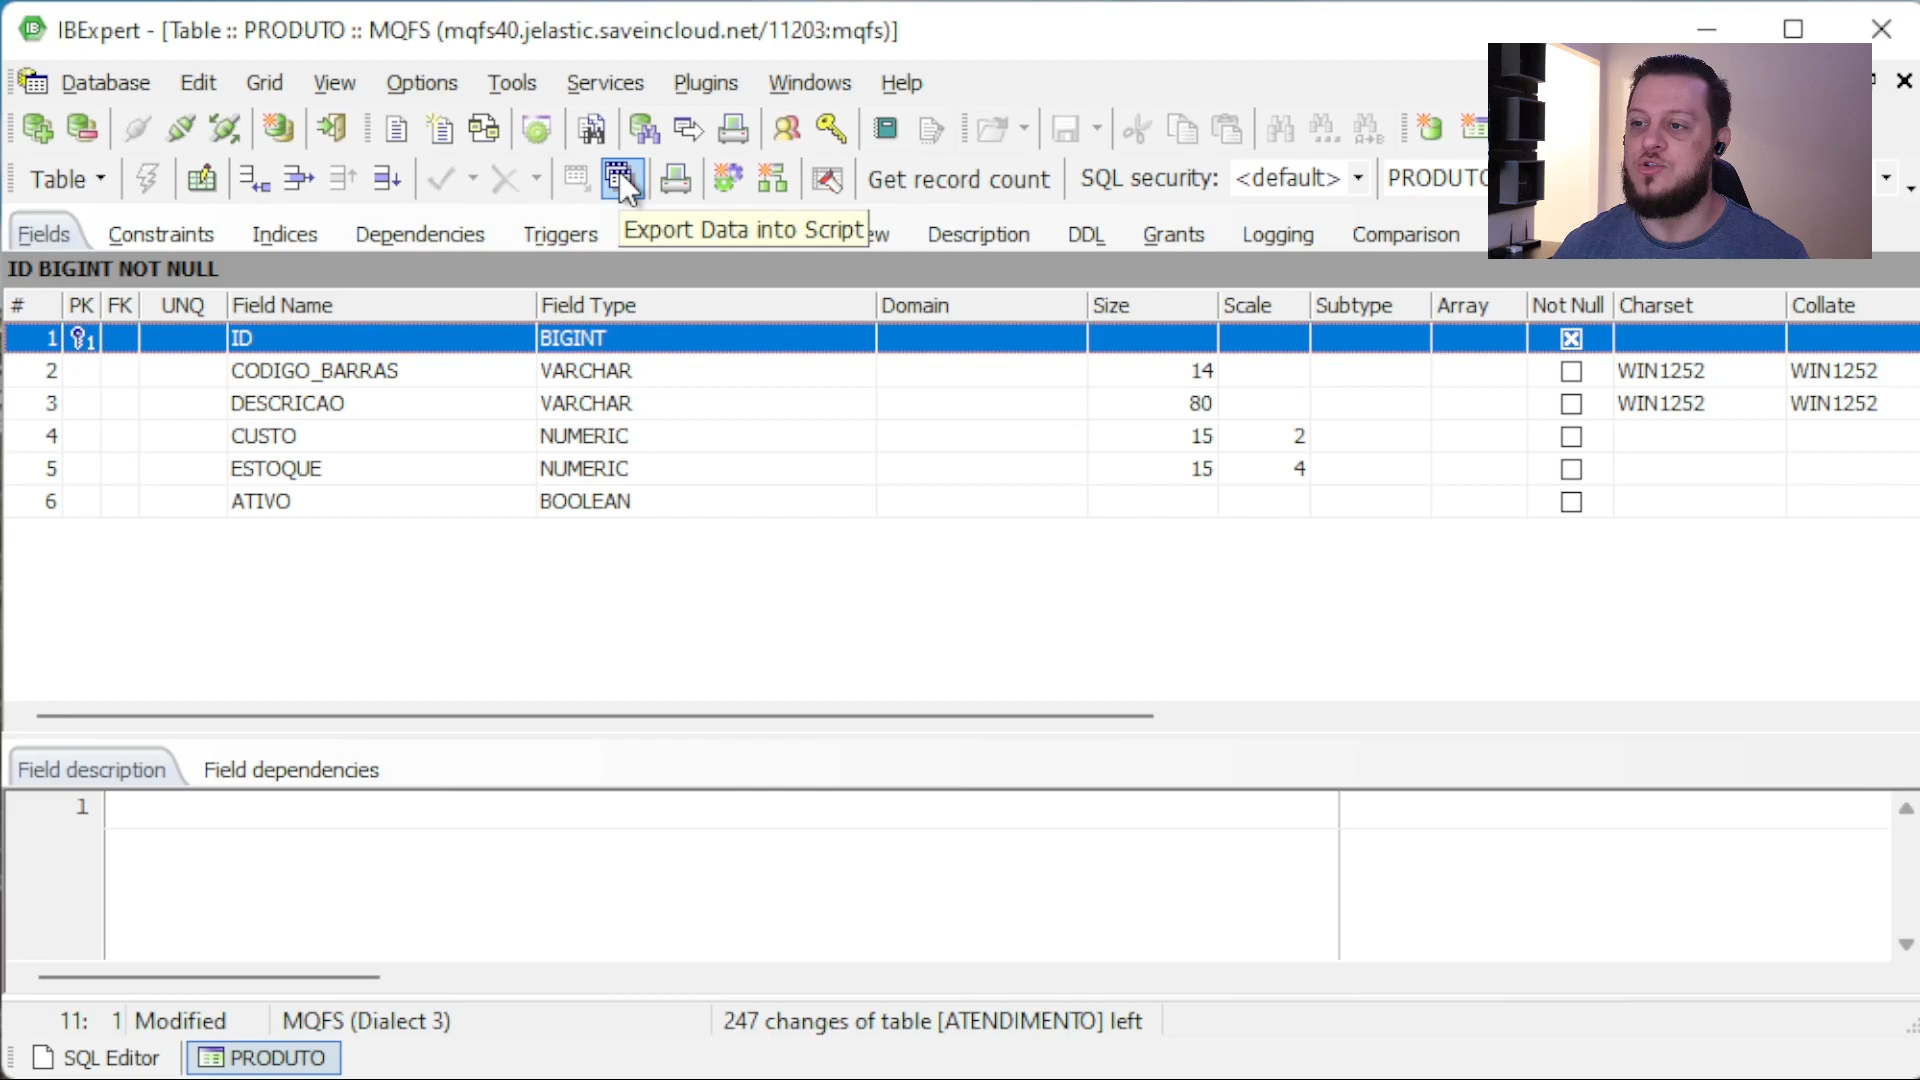 IBExpert - [Table :: PRODUTO :: MQFS (mqfs40.jelastic.saveincloud.net/11203:mqfs)]
Database Edit Grid View Options Tools Services Plugins Windows Help
Table Get record count SQL security: <default> PRODUTO
Fields Constraints Indices Dependencies Triggers Description DDL Grants Logging Comparison
Export Data into Script
ID BIGINT NOT NULL
# PK FK UNQ Field Name Field Type Domain Size Scale Subtype Array Not Null Charset Collate
1 1 ID BIGINT
2 CODIGO_BARRAS VARCHAR 14 WIN1252 WIN1252
3 DESCRICAO VARCHAR 80 WIN1252 WIN1252
4 CUSTO NUMERIC 15 2
5 ESTOQUE NUMERIC 15 4
6 ATIVO BOOLEAN
Field description Field dependencies
1
11: 1 Modified MQFS (Dialect 3) 247 changes of table [ATENDIMENTO] left
SQL Editor PRODUTO